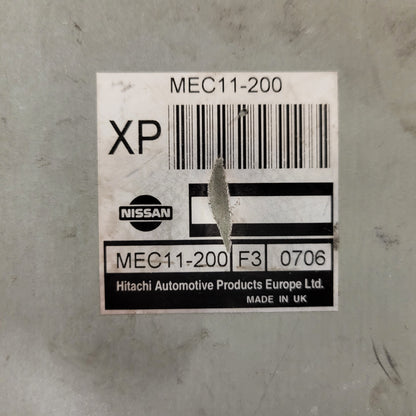 MEC11-200
XP
NISSAN
MEC11-200 F3 0706
Hitachi Automotive Products Europe Ltd.
MADE IN UK